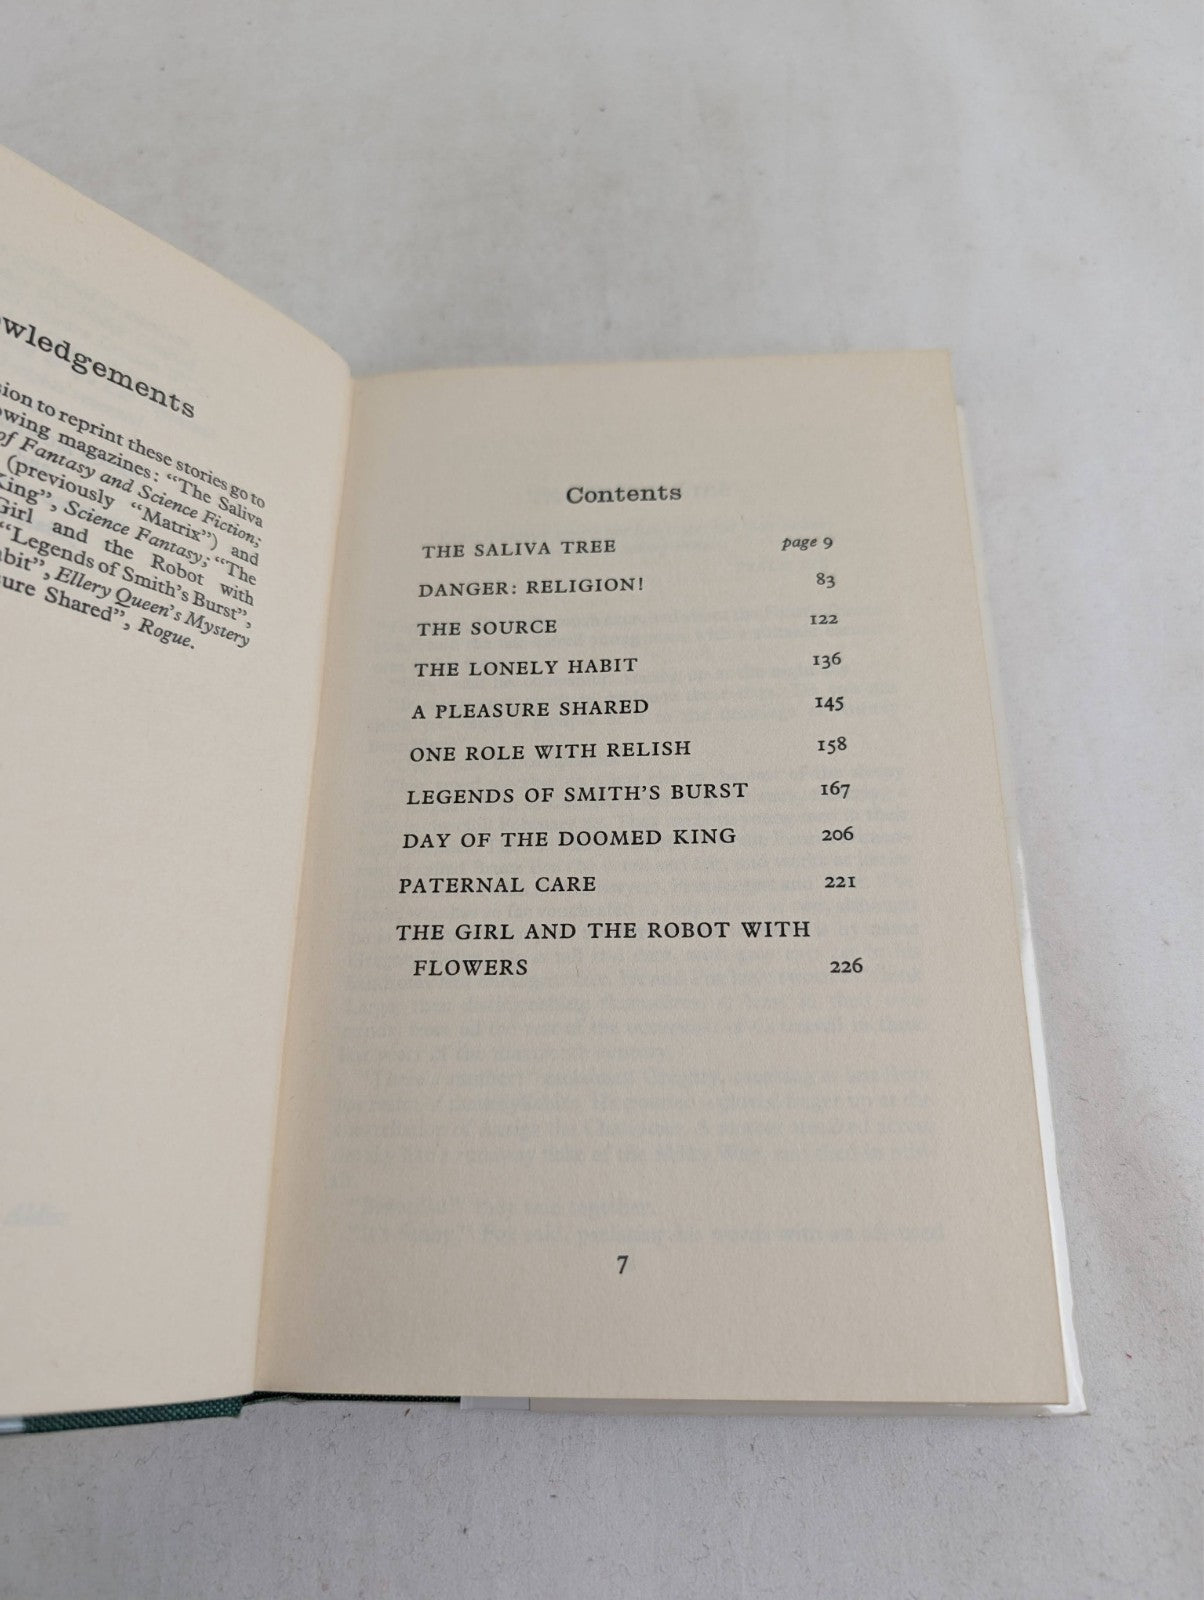 wledgements
sion to reprint these stories go to
owing magazines: "The Saliva
of Fantasy and Science Fiction;
(previously "Matrix") and
King", Science Fantasy; "The
Girl and the Robot with
"Legends of Smith's Burst",
abit", Ellery Queen's Mystery
sure Shared", Rogue.
Contents
THE SALIVA TREE page 9
DANGER: RELIGION! 83
THE SOURCE 122
THE LONELY HABIT 136
A PLEASURE SHARED 145
ONE ROLE WITH RELISH 158
LEGENDS OF SMITH'S BURST 167
DAY OF THE DOOMED KING 206
PATERNAL CARE 221
THE GIRL AND THE ROBOT WITH
FLOWERS 226
7